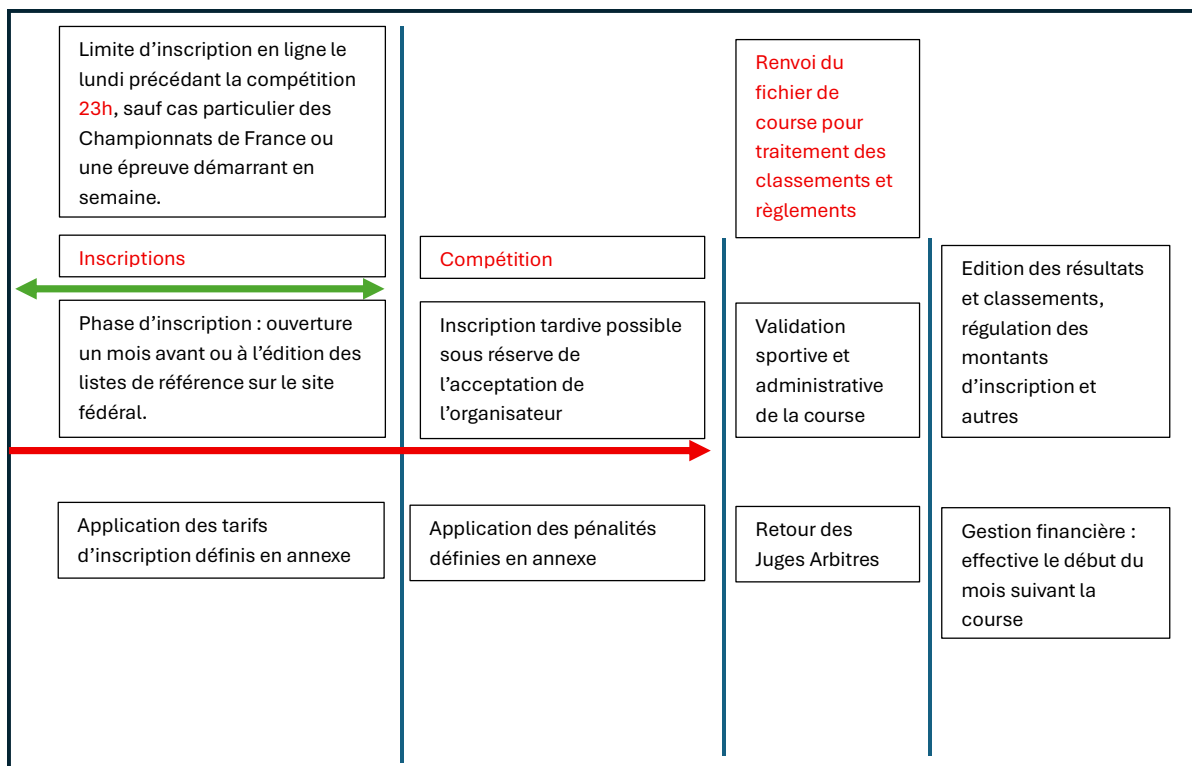 Limite d’inscription en ligne le
lundi précédant la compétition
23h, sauf cas particulier des
Championnats de France ou
une épreuve démarrant en
semaine.
Inscriptions
Phase d’inscription : ouverture
un mois avant ou à l’édition des
listes de référence sur le site
fédéral.
Application des tarifs
d’inscription définis en annexe
Compétition
Inscription tardive possible
sous réserve de
l’acceptation de
l’organisateur
Application des pénalités
définies en annexe
Renvoi du
fichier de
course pour
traitement des
classements et
règlements
Validation
sportive et
administrative
de la course
Retour des
Juges Arbitres
Edition des résultats
et classements,
régulation des
montants
d’inscription et
autres
Gestion financière :
effective le début du
mois suivant la
course